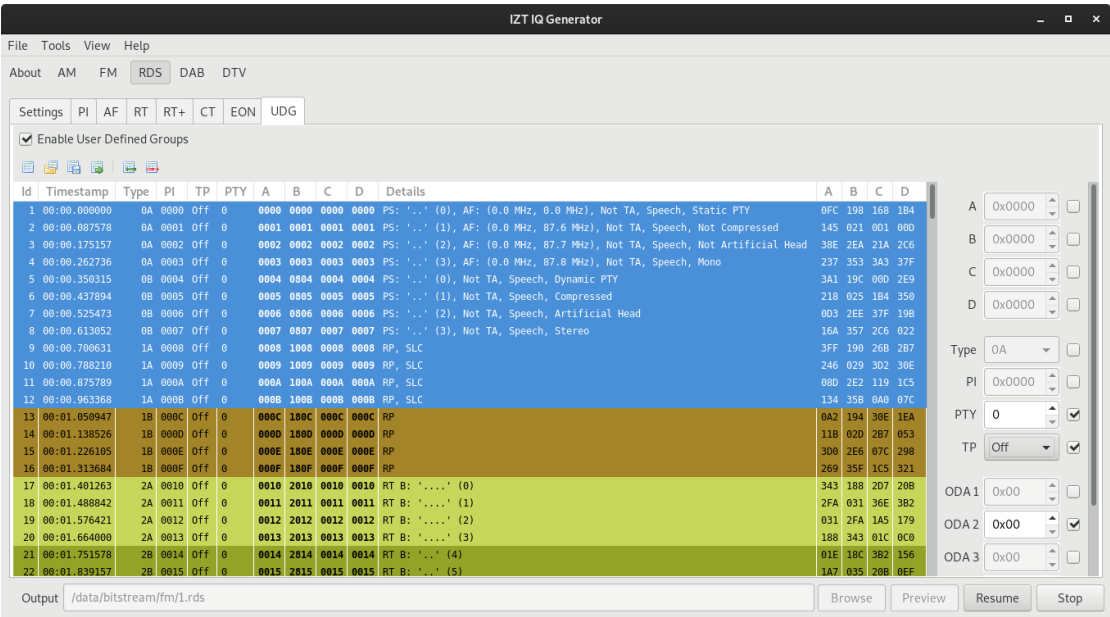 IZT IQ Generator
File Tools View Help
About AM FM RDS DAB DTV
Settings PI AF RT RT+ CT EON UDG
Enable User Defined Groups
Id Timestamp Type PI TP PTY A B C D Details A B C D
1 00:00.000000 0A 0000 Off 0 0000 0000 0000 0000 PS: '..' (0), AF: (0.0 MHz, 0.0 MHz), Not TA, Speech, Static PTY 0FC 198 168 1B4
2 00:00.087578 0A 0001 Off 0 0001 0001 0001 0001 PS: '..' (1), AF: (0.0 MHz, 87.6 MHz), Not TA, Speech, Not Compressed 145 021 0D1 00D
3 00:00.175157 0A 0002 Off 0 0002 0002 0002 0002 PS: '..' (2), AF: (0.0 MHz, 87.7 MHz), Not TA, Speech, Not Artificial Head 38E 2EA 21A 2C6
4 00:00.262736 0A 0003 Off 0 0003 0003 0003 0003 PS: '..' (3), AF: (0.0 MHz, 87.8 MHz), Not TA, Speech, Mono 237 353 3A3 37F
5 00:00.350315 0B 0004 Off 0 0004 0804 0004 0004 PS: '..' (0), Not TA, Speech, Dynamic PTY 3A1 19C 00D 2E9
6 00:00.437894 0B 0005 Off 0 0005 0805 0005 0005 PS: '..' (1), Not TA, Speech, Compressed 218 025 1B4 350
7 00:00.525473 0B 0006 Off 0 0006 0806 0006 0006 PS: '..' (2), Not TA, Speech, Artificial Head 0D3 2EE 37F 19B
8 00:00.613052 0B 0007 Off 0 0007 0807 0007 0007 PS: '..' (3), Not TA, Speech, Stereo 16A 357 2C6 022
9 00:00.700631 1A 0008 Off 0 0008 1008 0008 0008 RP, SLC 3FF 190 26B 2B7
10 00:00.788210 1A 0009 Off 0 0009 1009 0009 0009 RP, SLC 246 029 3D2 30E
11 00:00.875789 1A 000A Off 0 000A 100A 000A 000A RP, SLC 08D 2E2 119 1C5
12 00:00.963368 1A 000B Off 0 000B 100B 000B 000B RP, SLC 134 35B 0A0 07C
13 00:01.050947 1B 000C Off 0 000C 180C 000C 000C RP 0A2 194 30E 1EA
14 00:01.138526 1B 000D Off 0 000D 180D 000D 000D RP 11B 02D 2B7 053
15 00:01.226105 1B 000E Off 0 000E 180E 000E 000E RP 3D0 2E6 07C 298
16 00:01.313684 1B 000F Off 0 000F 180F 000F 000F RP 269 35F 1C5 321
17 00:01.401263 2A 0010 Off 0 0010 2010 0010 0010 RT B: '....' (0) 343 188 2D7 20B
18 00:01.488842 2A 0011 Off 0 0011 2011 0011 0011 RT B: '....' (1) 2FA 031 36E 3B2
19 00:01.576421 2A 0012 Off 0 0012 2012 0012 0012 RT B: '....' (2) 031 2FA 1A5 179
20 00:01.664000 2A 0013 Off 0 0013 2013 0013 0013 RT B: '....' (3) 188 343 01C 0C0
21 00:01.751578 2B 0014 Off 0 0014 2814 0014 0014 RT B: '..' (4) 01E 18C 3B2 156
22 00:01.839157 2B 0015 Off 0 0015 2815 0015 0015 RT B: '..' (5) 1A7 035 20B 0EF
A 0x0000
B 0x0000
C 0x0000
D 0x0000
Type 0A
PI 0x0000
PTY 0
TP Off
ODA 1 0x00
ODA 2 0x00
ODA 3 0x00
Output /data/bitstream/fm/1.rds Browse Preview Resume Stop